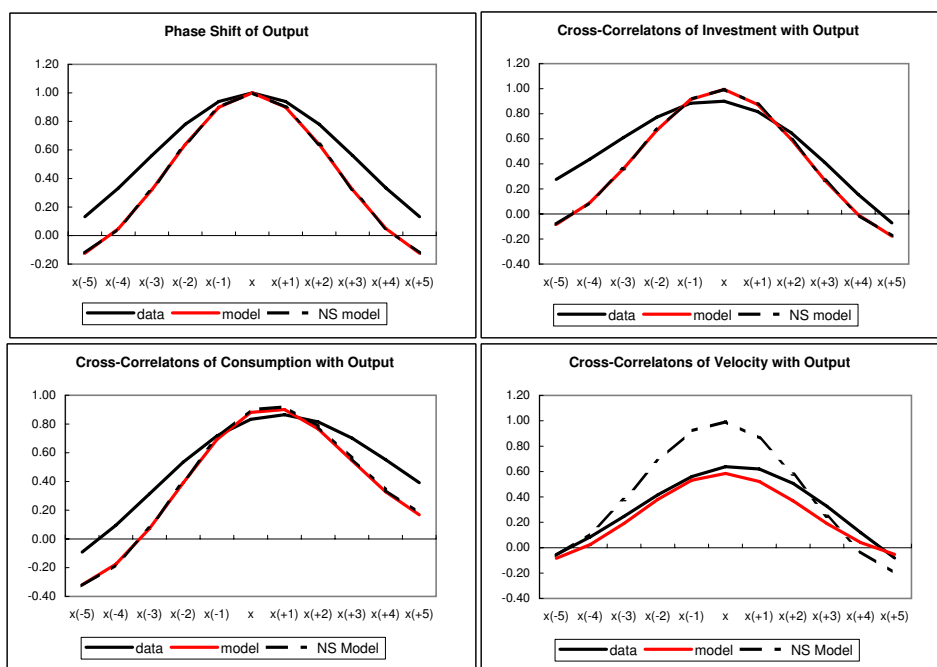 Phase Shift of Output
1.20
1.00
0.80
0.60
0.40
0.20
0.00
-0.20
x(-5) x(-4) x(-3) x(-2) x(-1) x x(+1) x(+2) x(+3) x(+4) x(+5)
data model NS model
Cross-Correlatons of Investment with Output
1.20
1.00
0.80
0.60
0.40
0.20
0.00
-0.20
-0.40
x(-5) x(-4) x(-3) x(-2) x(-1) x x(+1) x(+2) x(+3) x(+4) x(+5)
data model NS model
Cross-Correlatons of Consumption with Output
1.00
0.80
0.60
0.40
0.20
0.00
-0.20
-0.40
x(-5) x(-4) x(-3) x(-2) x(-1) x x(+1) x(+2) x(+3) x(+4) x(+5)
data model NS Model
Cross-Correlatons of Velocity with Output
1.20
1.00
0.80
0.60
0.40
0.20
0.00
-0.20
-0.40
x(-5) x(-4) x(-3) x(-2) x(-1) x x(+1) x(+2) x(+3) x(+4) x(+5)
data model NS Model